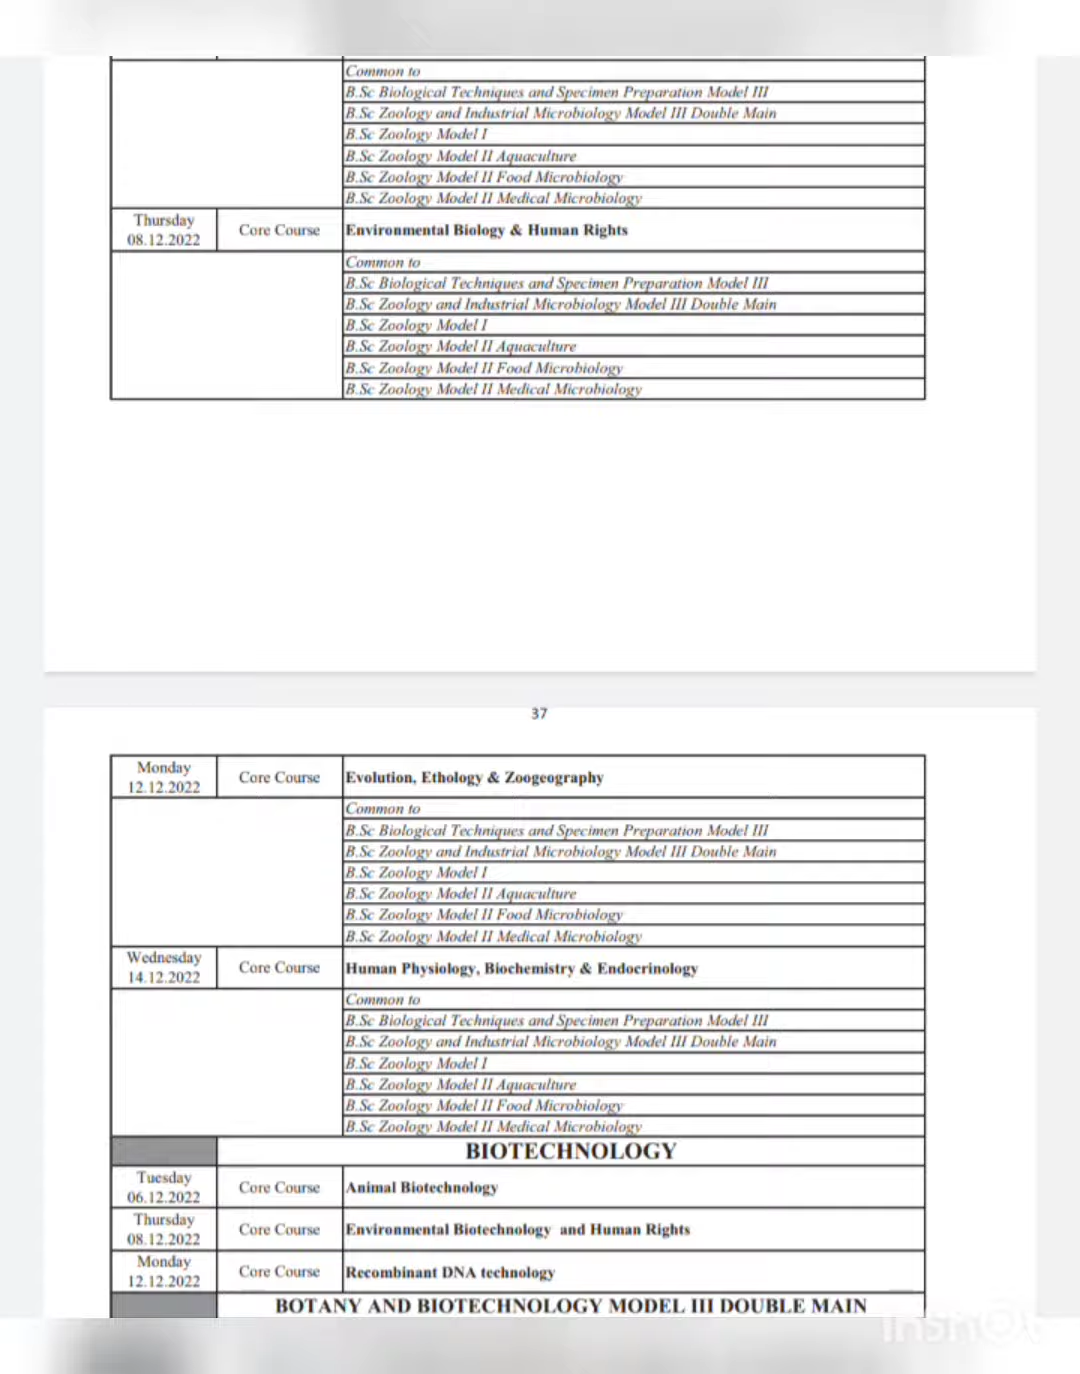 Common to
B.Sc Biological Techniques and Specimen Preparation Model III
B.Sc Zoology and Industrial Microbiology Model III Double Main
B.Sc Zoology Model I
B.Sc Zoology Model II Aquaculture
B.Sc Zoology Model II Food Microbiology
B.Sc Zoology Model II Medical Microbiology
Thursday
08.12.2022
Core Course
Environmental Biology & Human Rights
Common to
B.Sc Biological Techniques and Specimen Preparation Model III
B.Sc Zoology and Industrial Microbiology Model III Double Main
B.Sc Zoology Model I
B.Sc Zoology Model II Aquaculture
B.Sc Zoology Model II Food Microbiology
B.Sc Zoology Model II Medical Microbiology
37
Monday
12.12.2022
Core Course
Evolution, Ethology & Zoogeography
Common to
B.Sc Biological Techniques and Specimen Preparation Model III
B.Sc Zoology and Industrial Microbiology Model III Double Main
B.Sc Zoology Model I
B.Sc Zoology Model II Aquaculture
B.Sc Zoology Model II Food Microbiology
B.Sc Zoology Model II Medical Microbiology
Wednesday
14.12.2022
Core Course
Human Physiology, Biochemistry & Endocrinology
Common to
B.Sc Biological Techniques and Specimen Preparation Model III
B.Sc Zoology and Industrial Microbiology Model III Double Main
B.Sc Zoology Model I
B.Sc Zoology Model II Aquaculture
B.Sc Zoology Model II Food Microbiology
B.Sc Zoology Model II Medical Microbiology
BIOTECHNOLOGY
Tuesday
06.12.2022
Core Course
Animal Biotechnology
Thursday
08.12.2022
Core Course
Environmental Biotechnology and Human Rights
Monday
12.12.2022
Core Course
Recombinant DNA technology
BOTANY AND BIOTECHNOLOGY MODEL III DOUBLE MAIN